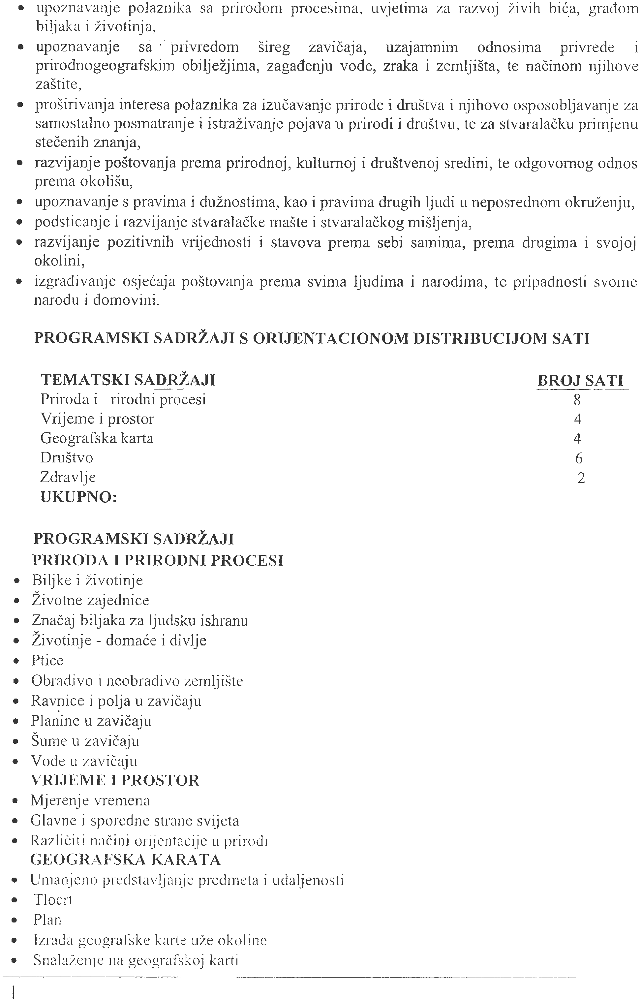 • upoznavanje polaznika sa prirodom procesima, uvjetima za razvoj živih bića, građom
biljaka i životinja,
• upoznavanje sa privredom šireg zavičaja, uzajamnim odnosima privrede i
prirodnogeografskim obilježjima, zagađenju vode, zraka i zemljišta, te načinom njihove
zaštite,
• proširivanja interesa polaznika za izučavanje prirode i društva i njihovo osposobljavanje za
samostalno posmatranje i istraživanje pojava u prirodi i društvu, te za stvaralačku primjenu
stečenih znanja,
• razvijanje poštovanja prema prirodnoj, kulturnoj i društvenoj sredini, te odgovornog odnos
prema okolišu,
• upoznavanje s pravima i dužnostima, kao i pravima drugih ljudi u neposrednom okruženju,
• podsticanje i razvijanje stvaralačke mašte i stvaralačkog mišljenja,
• razvijanje pozitivnih vrijednosti i stavova prema sebi samima, prema drugima i svojoj
okolini,
• izgrađivanje osjećaja poštovanja prema svima ljudima i narodima, te pripadnosti svome
narodu i domovini.
PROGRAMSKI SADRŽAJI S ORIJENTACIONOM DISTRIBUCIJOM SATI
TEMATSKI SADRŽAJI BROJ SATI
Priroda i rirodni procesi 8
Vrijeme i prostor 4
Geografska karta 4
Društvo 6
Zdravlje 2
UKUPNO:
PROGRAMSKI SADRŽAJI
PRIRODA I PRIRODNI PROCESI
• Biljke i životinje
• Životne zajednice
• Značaj biljaka za ljudsku ishranu
• Životinje - domaće i divlje
• Ptice
• Obradivo i neobradivo zemljište
• Ravnice i polja u zavičaju
• Planine u zavičaju
• Šume u zavičaju
• Vode u zavičaju
VRIJEME I PROSTOR
• Mjerenje vremena
• Glavne i sporedne strane svijeta
• Različiti načini orijentacije u prirodi
GEOGRAFSKA KARATA
• Umanjeno predstavljanje predmeta i udaljenosti
• Tlocrt
• Plan
• Izrada geografske karte uže okoline
• Snalaženje na geografskoj karti